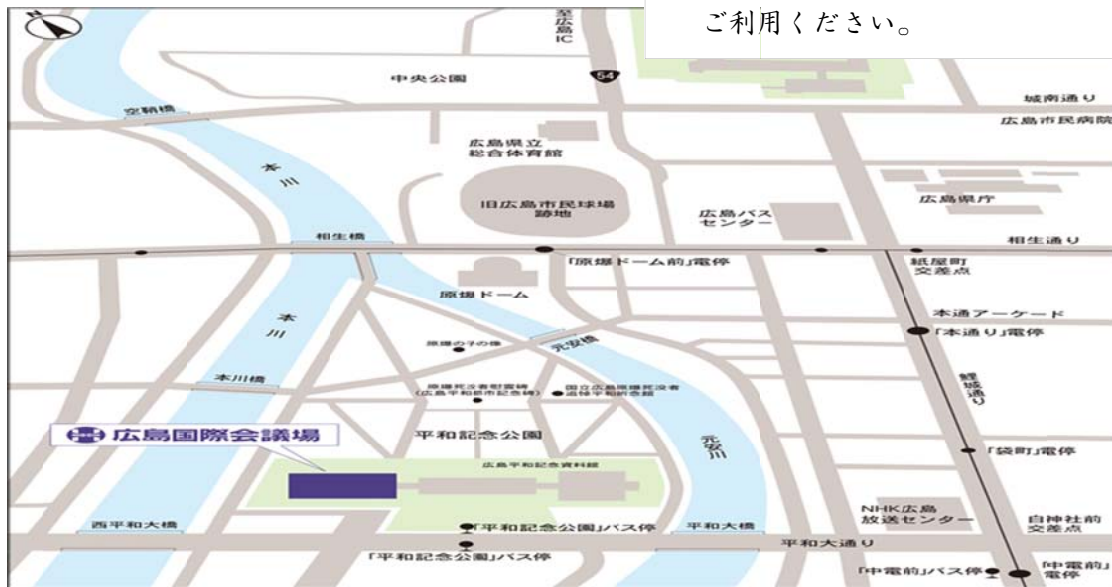 ご利用ください。
N
至広島IC
54
中央公園
城南通り
空鞘橋
広島市民病院
広島県立
総合体育館
本川
旧広島市民球場
跡地
広島バス
センター
広島県庁
相生橋
相生通り
「原爆ドーム前」電停
紙屋町
交差点
原爆ドーム
本通アーケード
本川
「本通り」電停
原爆の子の像
元安橋
本川橋
原爆死没者慰霊碑
(広島平和都市記念碑)
国立広島原爆死没者
追悼平和祈念館
鯉城通り
広島国際会議場
平和記念公園
元安川
「袋町」電停
広島平和記念資料館
NHK広島
放送センター
白神社前
交差点
西平和大橋
「平和記念公園」バス停
平和大橋
平和大通り
「平和記念公園」バス停
「中電前」バス停
「中電前」
電停